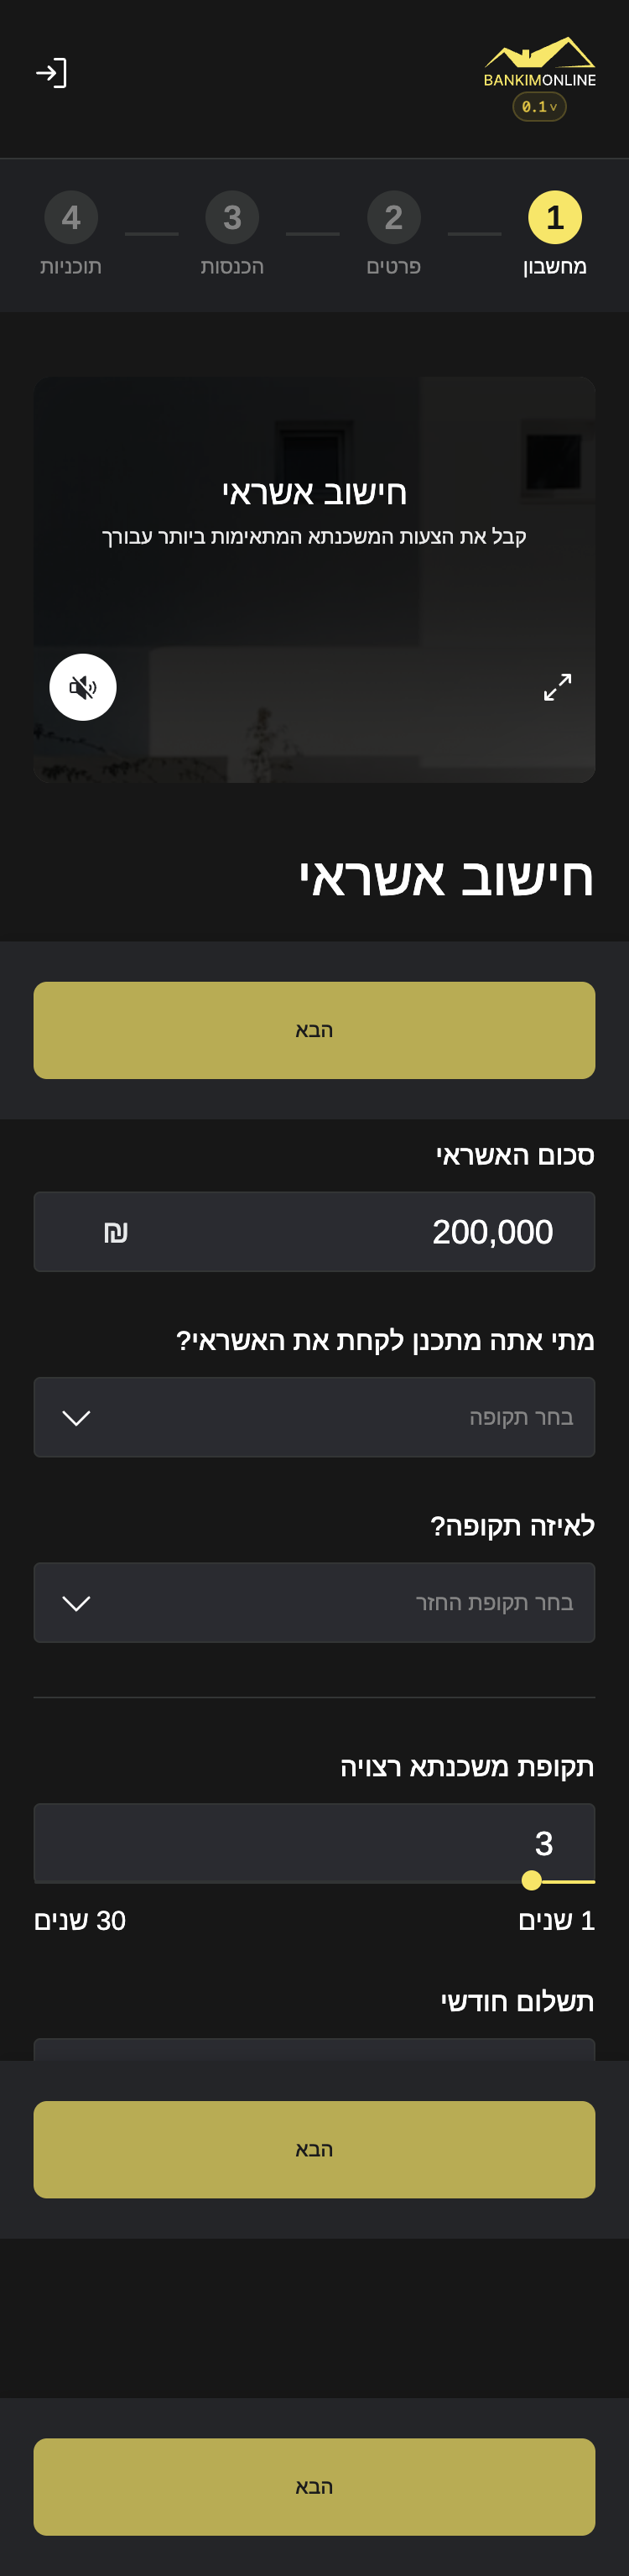 BANKIMONLINE
0.1v
1
2
3
4
מחשבון
פרטים
הכנסות
תוכניות
חישוב אשראי
קבל את הצעות המשכנתא המתאימות ביותר עבורך
חישוב אשראי
הבא
סכום האשראי
200,000
₪
מתי אתה מתכנן לקחת את האשראי?
בחר תקופה
לאיזה תקופה?
בחר תקופת החזר
תקופת משכנתא רצויה
3
1 שנים
30 שנים
תשלום חודשי
הבא
הבא